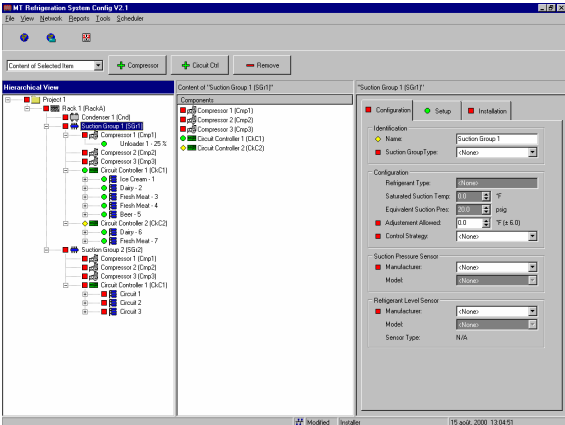 MT Refrigeration System Config V2.1
File View Network Reports Tools Scheduler
Content of Selected Item
Compressor
Circuit Ctrl
Remove
Hierarchical View
Project 1
Rack 1 (RackA)
Condenser 1 (Cnd)
Suction Group 1 (SGr1)
Compressor 1 (Cmp1)
Unloader 1 - 25 %
Compressor 2 (Cmp2)
Compressor 3 (Cmp3)
Circuit Controller 1 (CkC1)
Ice Cream - 1
Dairy - 2
Fresh Meat - 3
Fresh Meat - 4
Beer - 5
Circuit Controller 2 (CkC2)
Dairy - 6
Fresh Meat - 7
Suction Group 2 (SGr2)
Compressor 1 (Cmp1)
Compressor 2 (Cmp2)
Compressor 3 (Cmp3)
Circuit Controller 1 (CkC1)
Circuit 1
Circuit 2
Circuit 3
Content of "Suction Group 1 (SGr1)"
Components
Compressor 1 (Cmp1)
Compressor 2 (Cmp2)
Compressor 3 (Cmp3)
Circuit Controller 1 (CkC1)
Circuit Controller 2 (CkC2)
"Suction Group 1 (SGr1)"
Configuration Setup Installation
Identification
Name: Suction Group 1
Suction GroupType: <None>
Configuration
Refrigerant Type: <None>
Saturated Suction Temp: 0.0 °F
Equivalent Suction Pres: 20.0 psig
Adjustement Allowed: 0.0 °F (± 6.0)
Control Strategy: <None>
Suction Pressure Sensor
Manufacturer: <None>
Model: <None>
Refrigerant Level Sensor
Manufacturer: <None>
Model: <None>
Sensor Type: N/A
Modified Installer 15 août, 2000 13:04:51